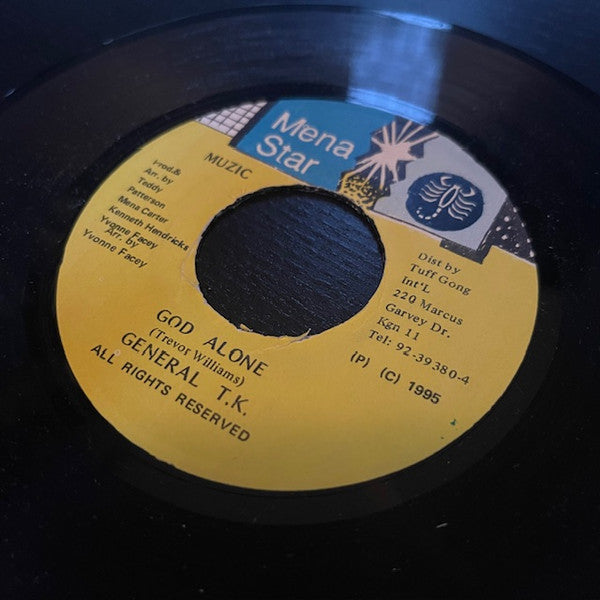 Mena
Star
MUZIC
Prod.&
Arr. by
Teddy
Patterson
Mena Carter
Kenneth Hendricks
Yvonne Facey
Arr. by
Yvonne Facey
Dist by
Tuff Gong
Int'L
220 Marcus
Garvey Dr.
Kgn 11
Tel: 92-39380-4
(P) (C) 1995
GOD ALONE
(Trevor Williams)
GENERAL T.K.
ALL RIGHTS RESERVED